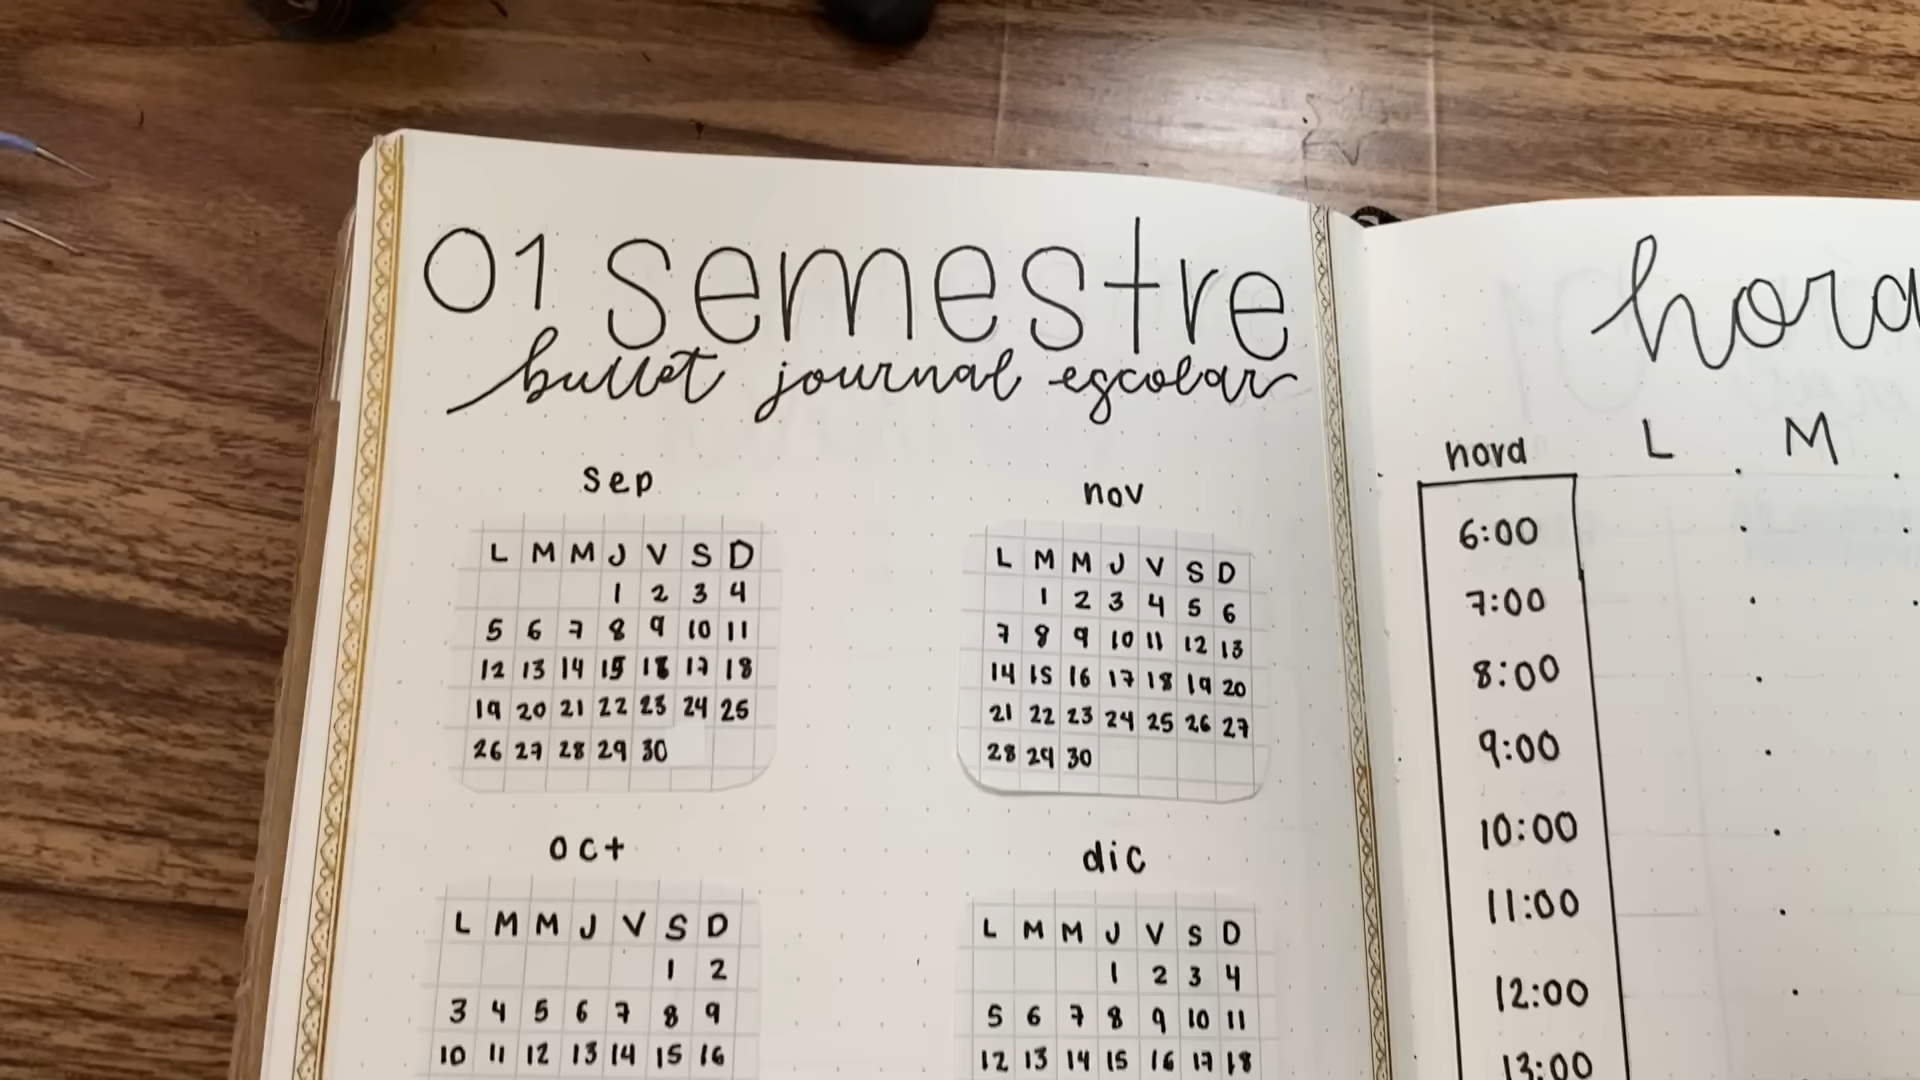 01 semestre
bullet journal escolar
sep
L M M J V S D
1 2 3 4
5 6 7 8 9 10 11
12 13 14 15 16 17 18
19 20 21 22 23 24 25
26 27 28 29 30
nov
L M M J V S D
1 2 3 4 5 6
7 8 9 10 11 12 13
14 15 16 17 18 19 20
21 22 23 24 25 26 27
28 29 30
oct
L M M J V S D
1 2
3 4 5 6 7 8 9
10 11 12 13 14 15 16
dic
L M M J V S D
1 2 3 4
5 6 7 8 9 10 11
12 13 14 15 16 17 18
hora
L M
6:00
7:00
8:00
9:00
10:00
11:00
12:00
13:00